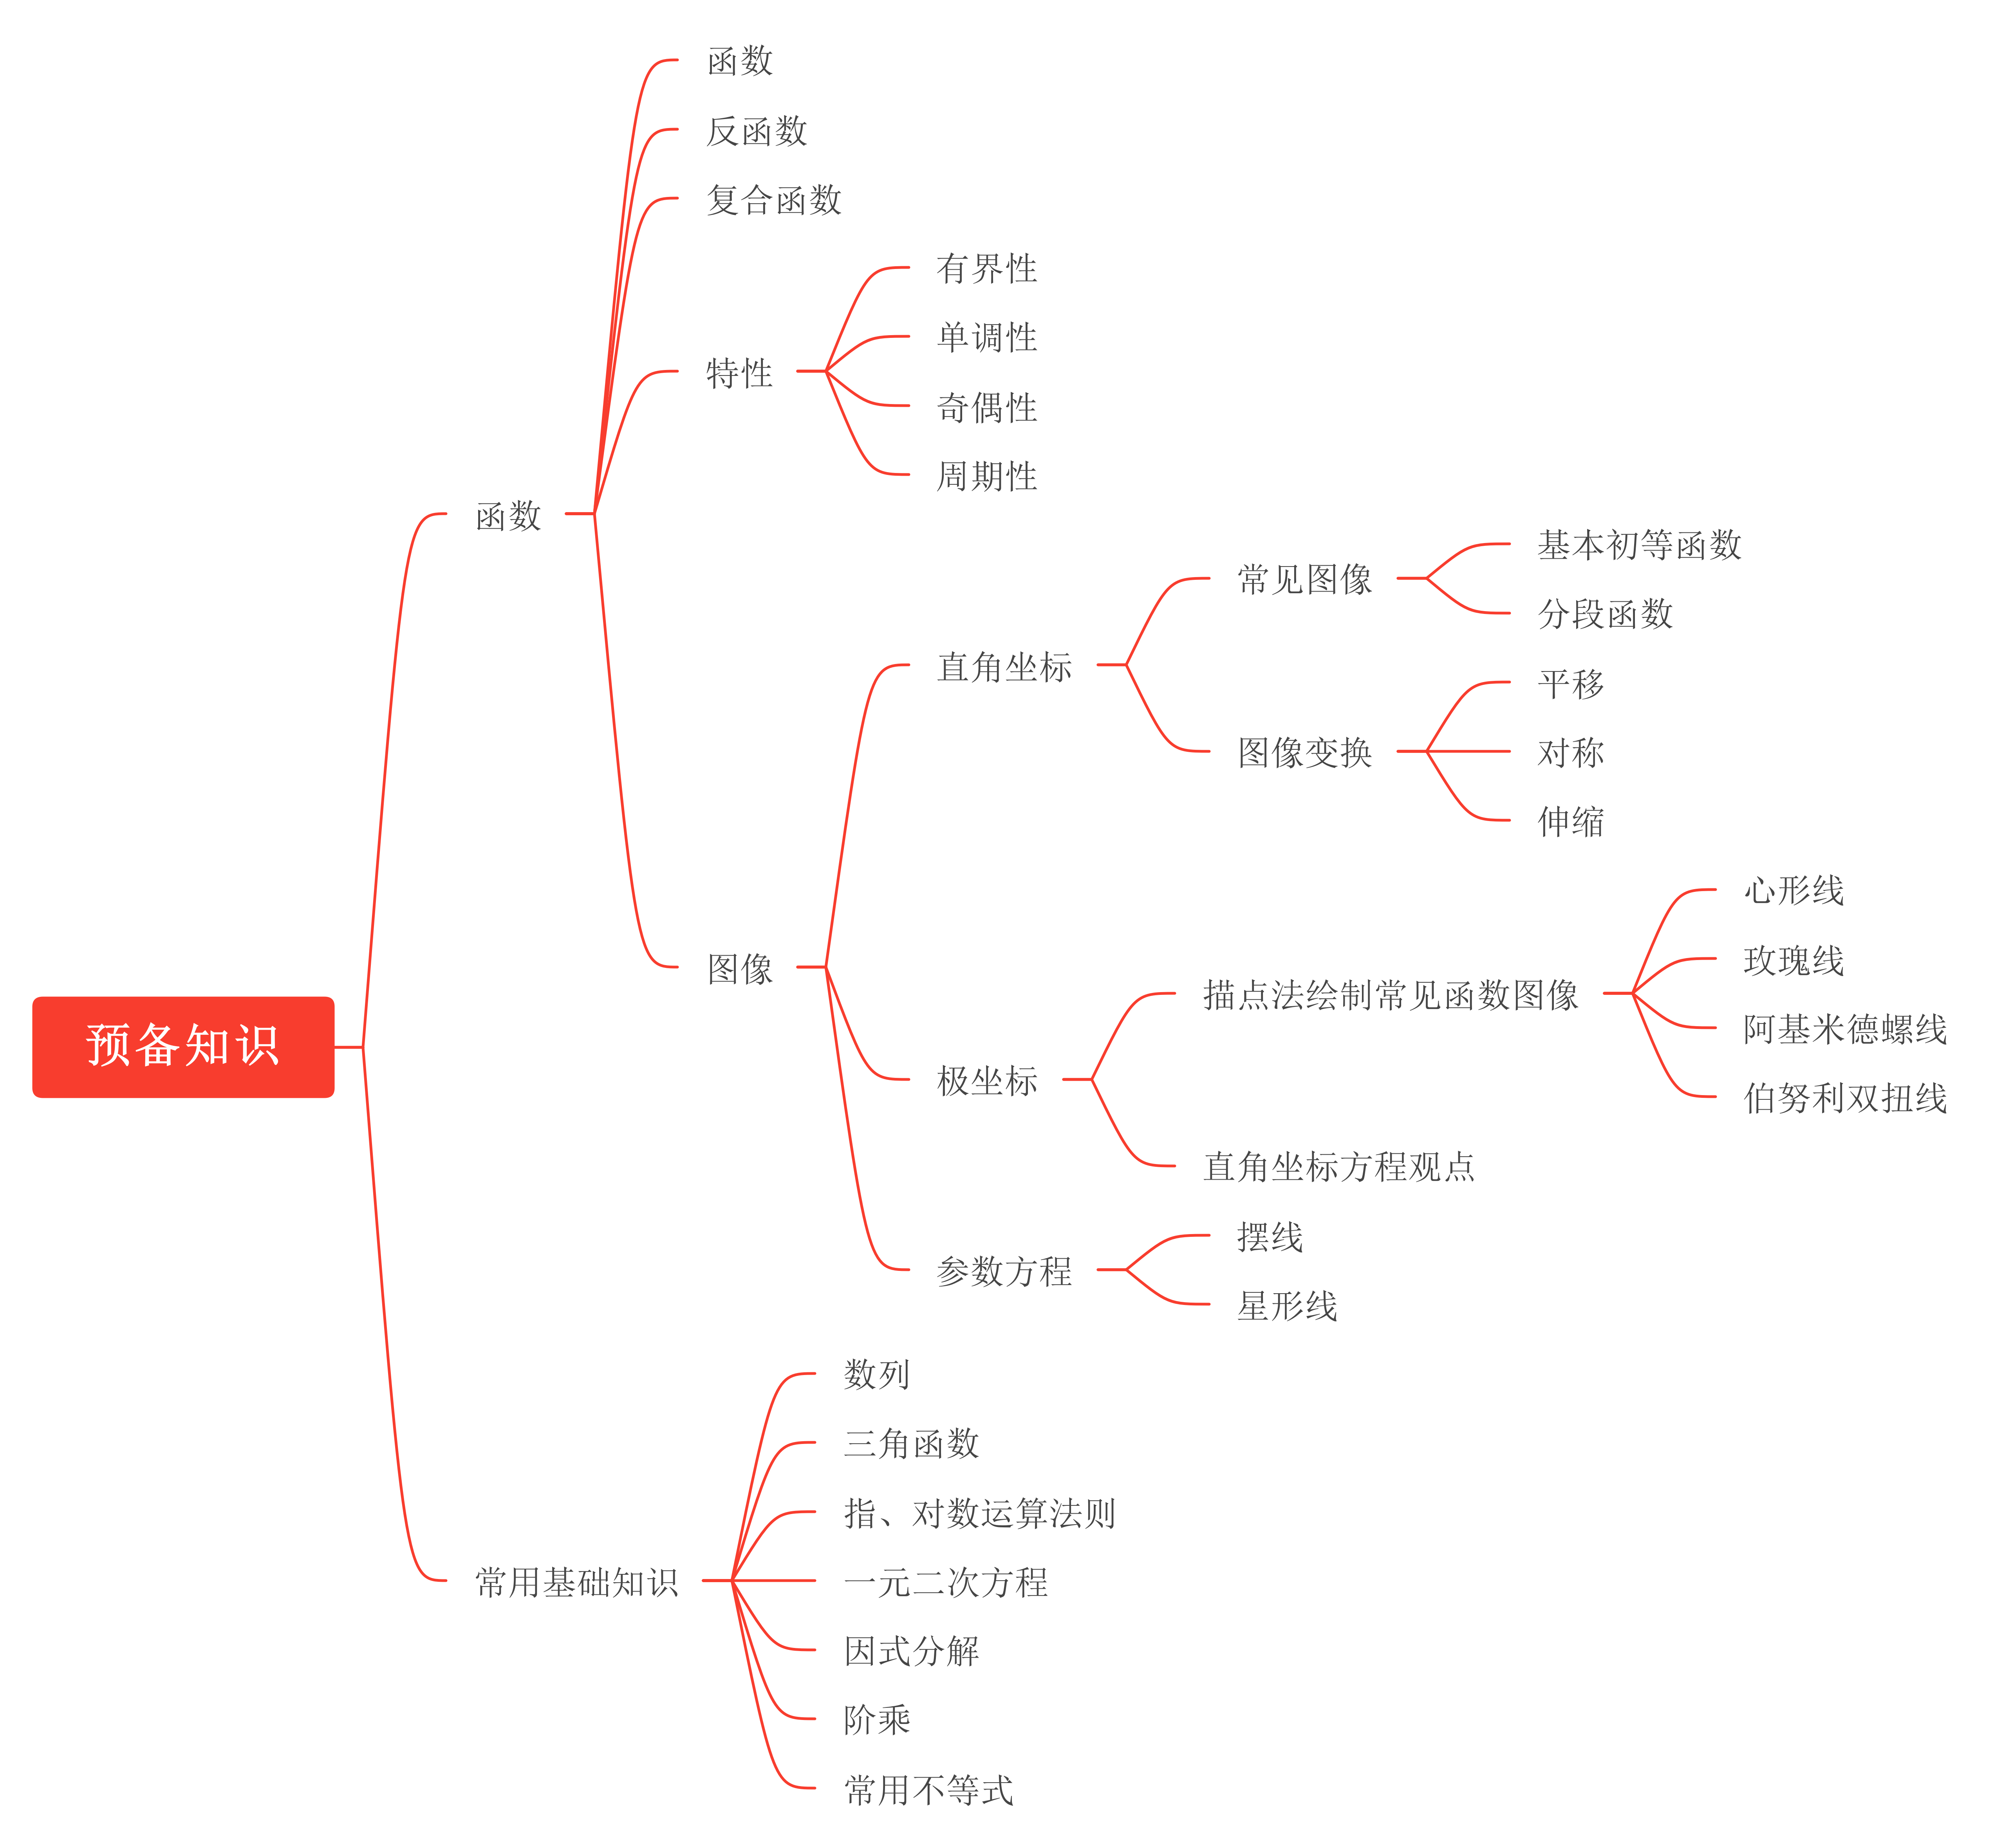 函数
反函数
复合函数
有界性
单调性
特性
奇偶性
周期性
函数
基本初等函数
常见图像
分段函数
直角坐标
平移
图像变换
对称
伸缩
心形线
玫瑰线
图像
描点法绘制常见函数图像
阿基米德螺线
预备知识
极坐标
伯努利双扭线
直角坐标方程观点
摆线
参数方程
星形线
数列
三角函数
指、对数运算法则
常用基础知识
一元二次方程
因式分解
阶乘
常用不等式